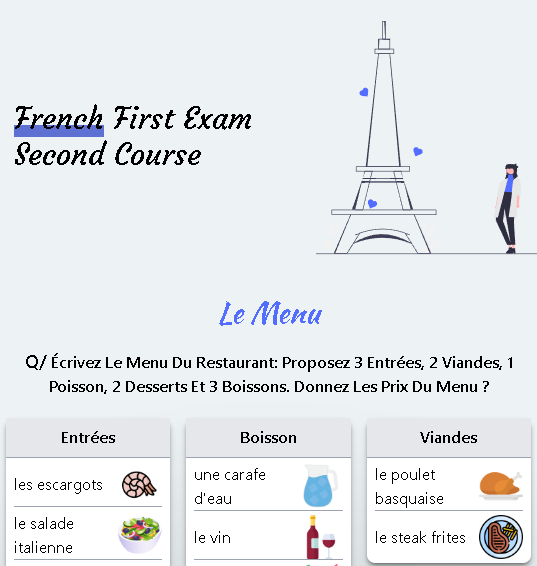 French First Exam
Second Course
Le Menu
Q/ Écrivez Le Menu Du Restaurant: Proposez 3 Entrées, 2 Viandes, 1
Poisson, 2 Desserts Et 3 Boissons. Donnez Les Prix Du Menu ?
Entrées
les escargots
le salade
italienne
Boisson
une carafe
d'eau
le vin
Viandes
le poulet
basquaise
le steak frites